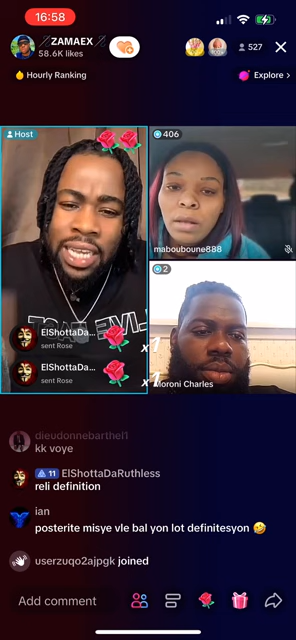 16:58
ZAMAEX
58.6K likes
527
Hourly Ranking
Explore >
Host
406
mabouboune888
2
ElShottaDa...
sent Rose
x1
ElShottaDa...
sent Rose
x1
Moroni Charles
dieudonnebarthel1
kk voye
11 ElShottaDaRuthless
reli definition
ian
posterite misye vle bal yon lot definitesyon 🤣
userzuqo2ajpgk joined
Add comment